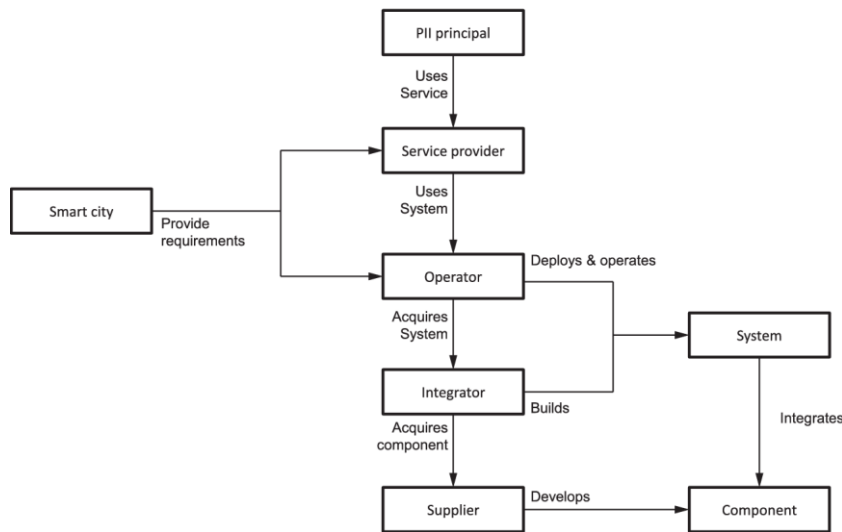 PII principal
Uses
Service
Service provider
Smart city
Provide
requirements
Uses
System
Operator
Deploys & operates
Acquires
System
System
Integrator
Builds
Acquires
component
Integrates
Supplier
Develops
Component